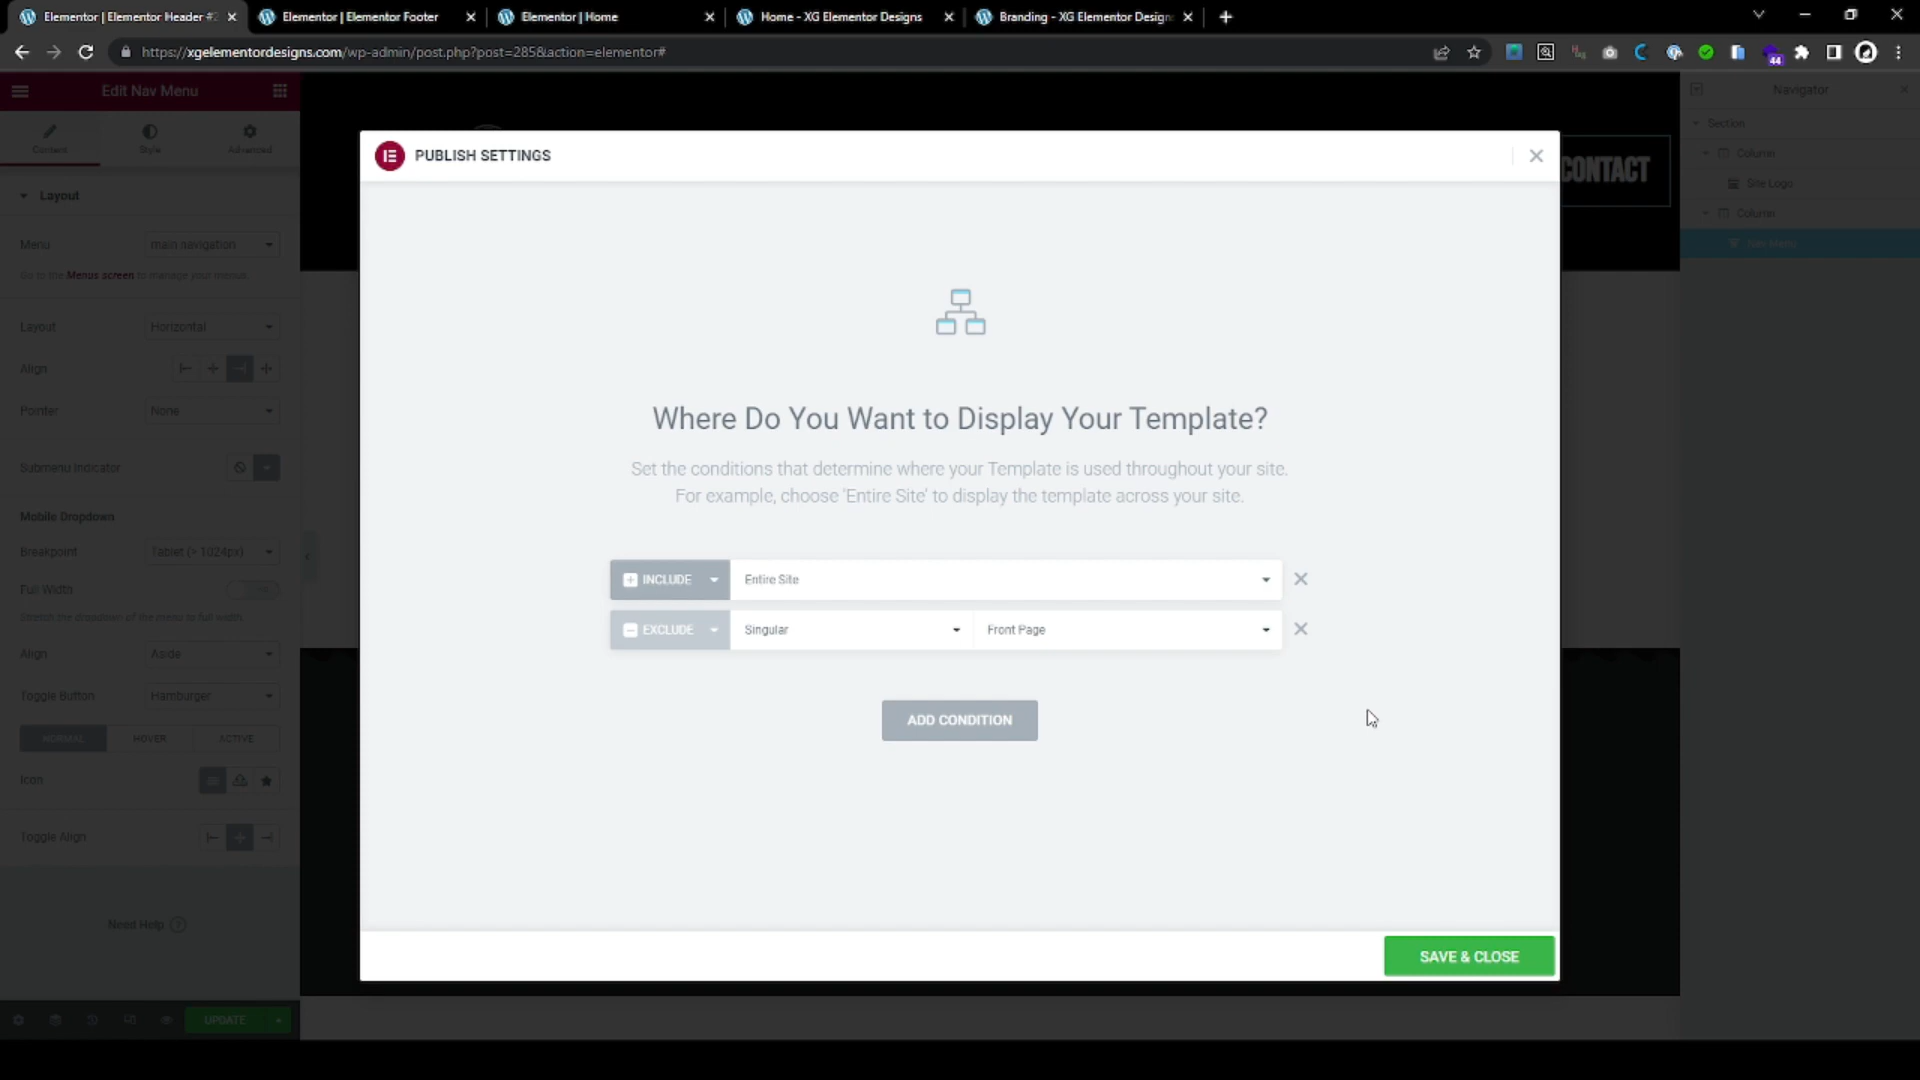 Elementor | Elementor Header #2
Elementor | Elementor Footer
Elementor | Home
Home - XG Elementor Designs
Branding - XG Elementor Design
https://xgelementordesigns.com/wp-admin/post.php?post=285&action=elementor#
44
Edit Nav Menu
Navigator
Content
Style
Advanced
Section
Column
Site Logo
Column
Nav Menu
CONTACT
PUBLISH SETTINGS
Layout
Menu
main navigation
Go to the Menus screen to manage your menus.
Layout
Horizontal
Align
Pointer
None
Submenu Indicator
Mobile Dropdown
Breakpoint
Tablet (> 1024px)
Full Width
Stretch the dropdown of the menu to full width.
Align
Aside
Toggle Button
Hamburger
NORMAL
HOVER
ACTIVE
Icon
Toggle Align
Need Help
UPDATE
Where Do You Want to Display Your Template?
Set the conditions that determine where your Template is used throughout your site.
For example, choose 'Entire Site' to display the template across your site.
INCLUDE
Entire Site
EXCLUDE
Singular
Front Page
ADD CONDITION
SAVE & CLOSE